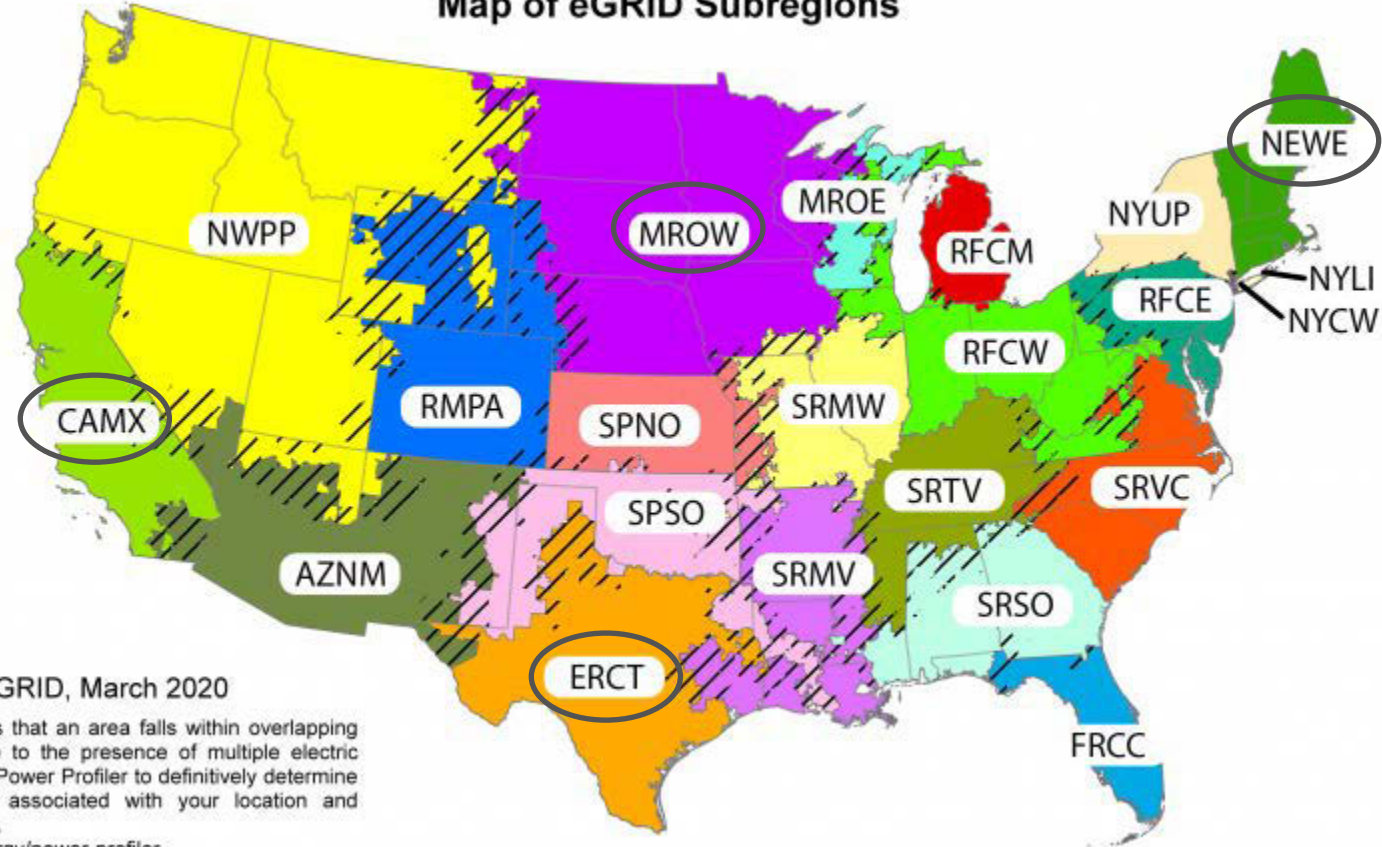 Map of eGRID Subregions
NEWE
MROE
NYUP
NWPP
MROW
RFCM
NYLI
RFCE
NYCW
RFCW
CAMX
RMPA
SRMW
SPNO
SRTV
SRVC
SPSO
AZNM
SRMV
SRSO
ERCT
FRCC
GRID, March 2020
that an area falls within overlapping
to the presence of multiple electric
Power Profiler to definitively determine
associated with your location and